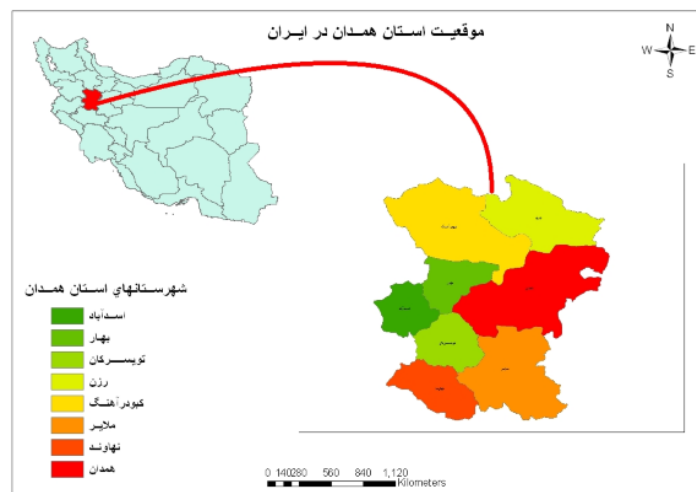 موقعیت استان همدان در ایران
N
W E
S
شهرستانهاي استان همدان
اسدآباد
بهار
تویسرکان
رزن
کبودرآهنگ
ملایر
نهاوند
همدان
0 140280 560 840 1,120
Kilometers